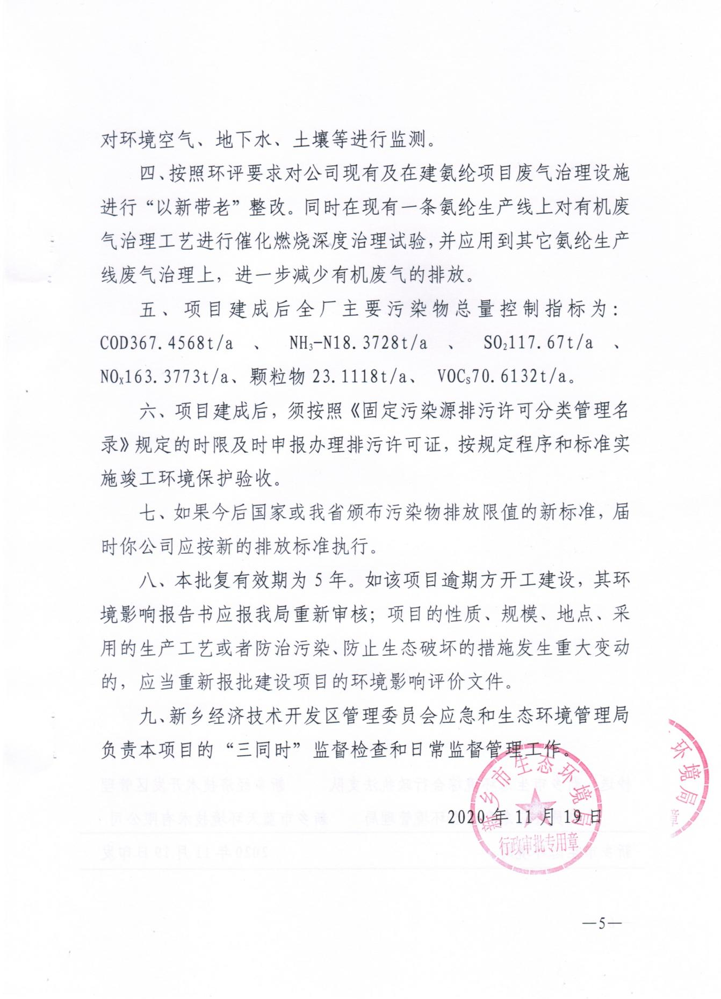 对环境空气、地下水、土壤等进行监测。
四、按照环评要求对公司现有及在建氨纶项目废气治理设施
进行“以新带老”整改。同时在现有一条氨纶生产线上对有机废
气治理工艺进行催化燃烧深度治理试验,并应用到其它氨纶生产
线废气治理上，进一步减少有机废气的排放。
五、项目建成后全厂主要污染物总量控制指标为：
COD367.4568t/a 、 NH₃-N18.3728t/a 、 SO₂117.67t/a 、
NOₓ163.3773t/a、颗粒物 23.1118t/a、 VOCₛ70.6132t/a。
六、项目建成后，须按照《固定污染源排污许可分类管理名
录》规定的时限及时申报办理排污许可证，按规定程序和标准实
施竣工环境保护验收。
七、如果今后国家或我省颁布污染物排放限值的新标准，届
时你公司应按新的排放标准执行。
八、本批复有效期为 5 年。如该项目逾期方开工建设，其环
境影响报告书应报我局重新审核；项目的性质、规模、地点、采
用的生产工艺或者防治污染、防止生态破坏的措施发生重大变动
的，应当重新报批建设项目的环境影响评价文件。
九、新乡经济技术开发区管理委员会应急和生态环境管理局
负责本项目的“三同时”监督检查和日常监督管理工作。
新乡市生态环境局
2020 年 11 月 19 日
行政审批专用章
环境局
章
—5—